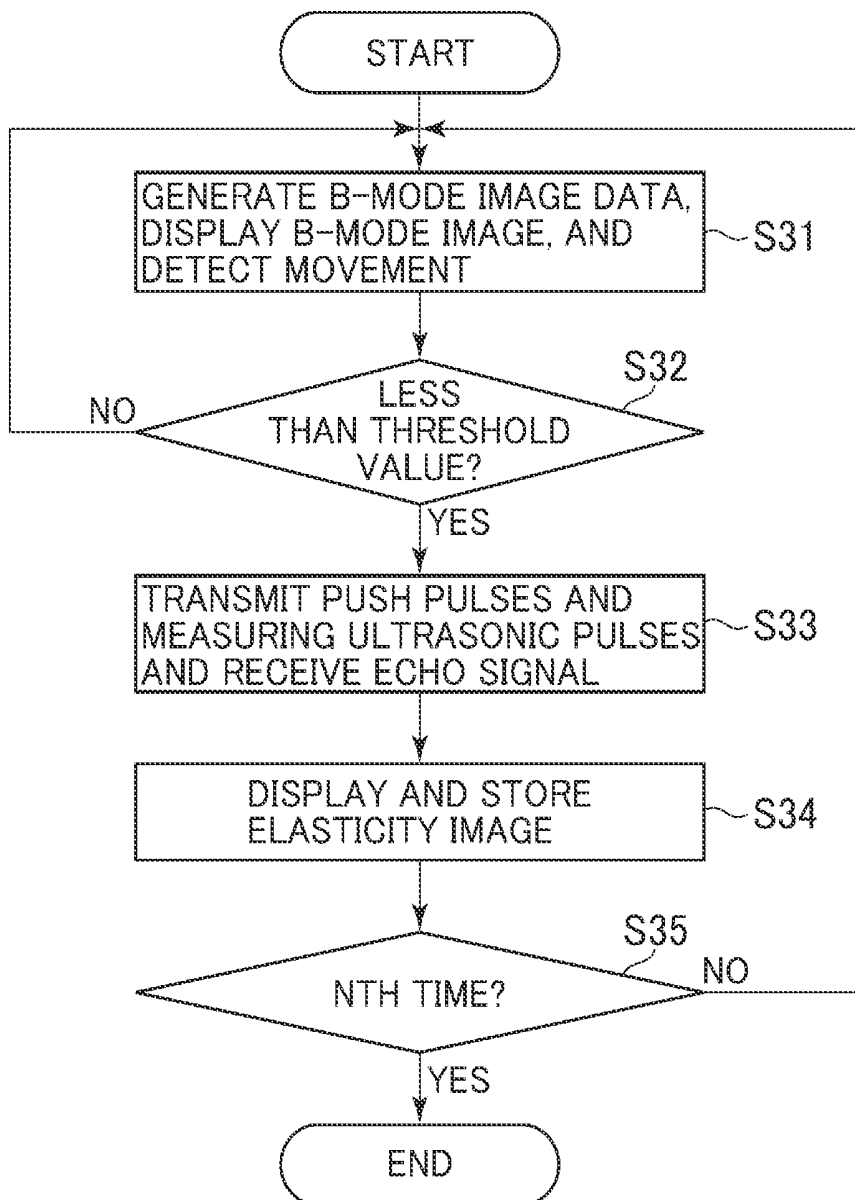 START
GENERATE B-MODE IMAGE DATA,
DISPLAY B-MODE IMAGE, AND
DETECT MOVEMENT
S31
S32
LESS
THAN THRESHOLD
VALUE?
NO
YES
TRANSMIT PUSH PULSES AND
MEASURING ULTRASONIC PULSES
AND RECEIVE ECHO SIGNAL
S33
DISPLAY AND STORE
ELASTICITY IMAGE
S34
S35
NTH TIME?
NO
YES
END